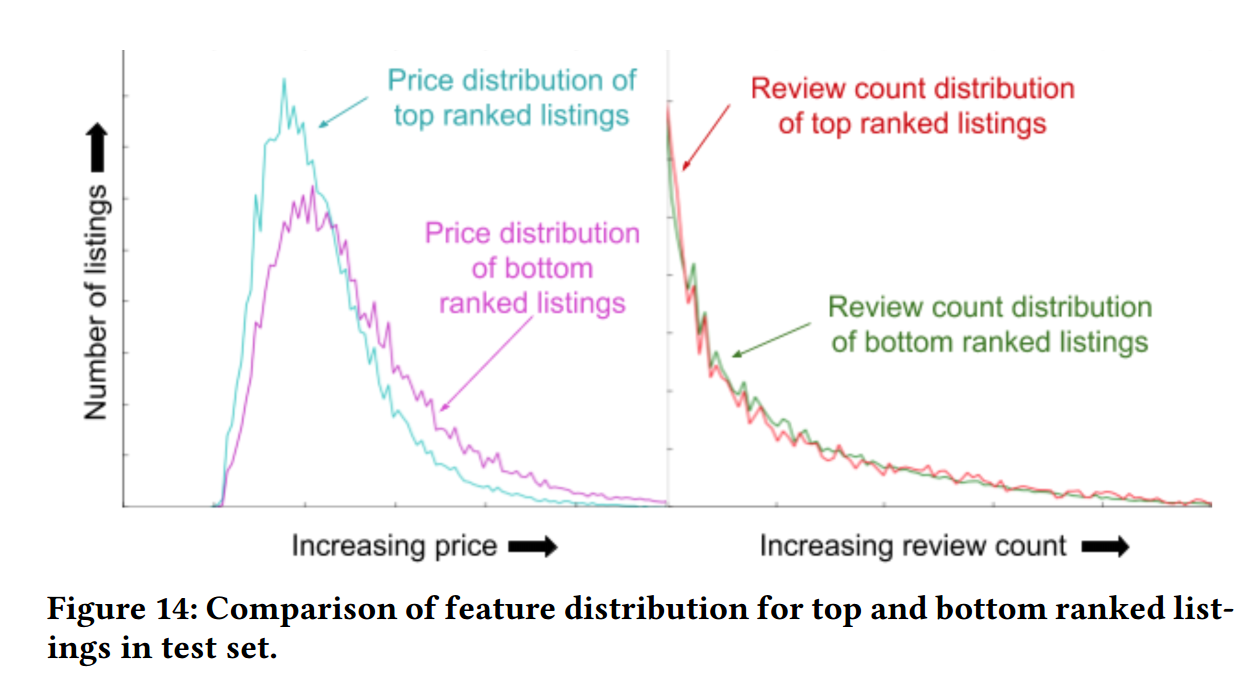 Price distribution of
top ranked listings
Price distribution
of bottom
ranked listings
Number of listings
Increasing price
Review count distribution
of top ranked listings
Review count distribution
of bottom ranked listings
Increasing review count
Figure 14: Comparison of feature distribution for top and bottom ranked list-
ings in test set.